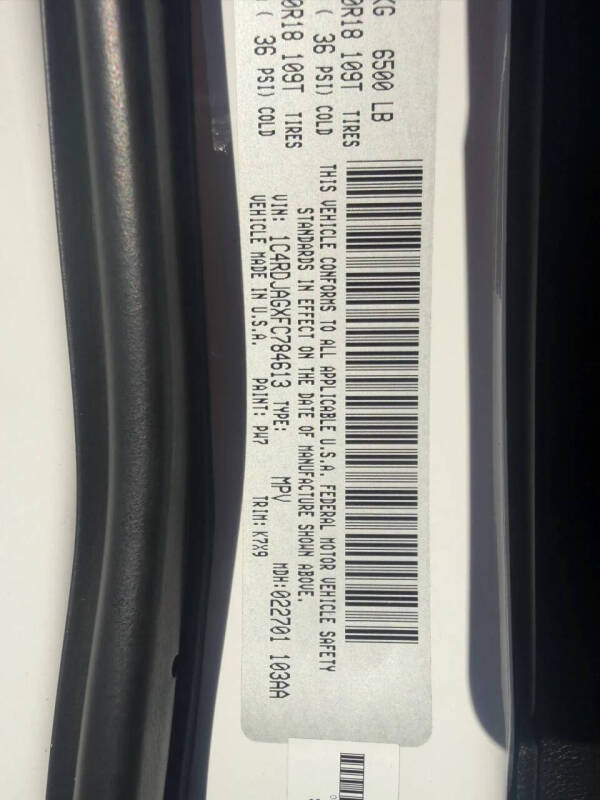 KG 6500 LB
0R18 109T TIRES
( 36 PSI) COLD
0R18 109T TIRES
( 36 PSI) COLD
THIS VEHICLE CONFORMS TO ALL APPLICABLE U.S.A. FEDERAL MOTOR VEHICLE SAFETY
STANDARDS IN EFFECT ON THE DATE OF MANUFACTURE SHOWN ABOVE.
VIN: 1C4RDJAGXFC784613 TYPE: MPV MDH:022701 103AA
VEHICLE MADE IN U.S.A. PAINT: PW7 TRIM: K7X9